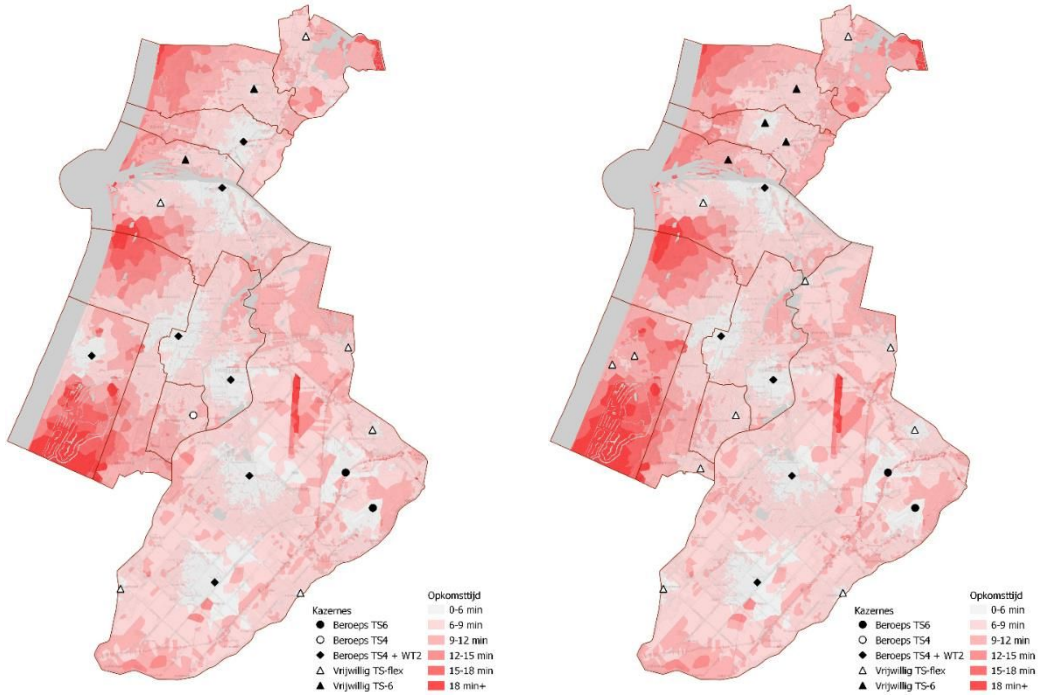 Kazernes
Beroeps TS6
Beroeps TS4
Beroeps TS4 + WT2
Vrijwillig TS-flex
Vrijwillig TS-6
Opkomsttijd
0-6 min
6-9 min
9-12 min
12-15 min
15-18 min
18 min+
Kazernes
Beroeps TS6
Beroeps TS4
Beroeps TS4 + WT2
Vrijwillig TS-flex
Vrijwillig TS-6
Opkomsttijd
0-6 min
6-9 min
9-12 min
12-15 min
15-18 min
18 min+